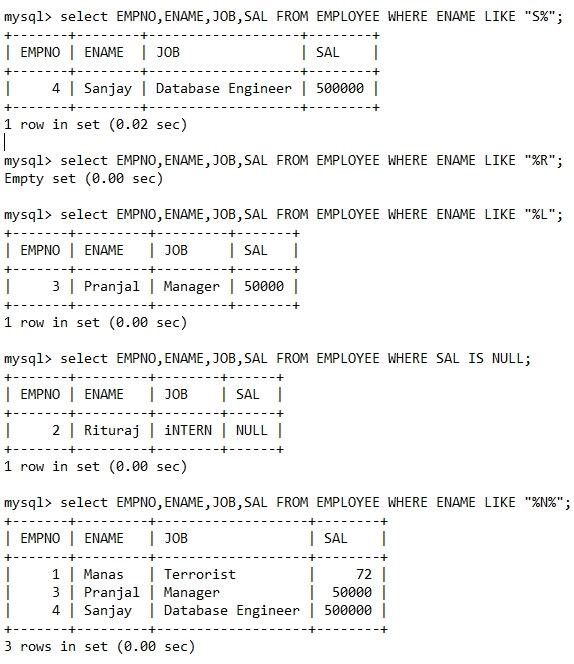 mysql> select EMPNO,ENAME,JOB,SAL FROM EMPLOYEE WHERE ENAME LIKE "S%";
+-------+--------+-------------------+--------+
| EMPNO | ENAME  | JOB               | SAL    |
+-------+--------+-------------------+--------+
|     4 | Sanjay | Database Engineer | 500000 |
+-------+--------+-------------------+--------+
1 row in set (0.02 sec)
mysql> select EMPNO,ENAME,JOB,SAL FROM EMPLOYEE WHERE ENAME LIKE "%R";
Empty set (0.00 sec)
mysql> select EMPNO,ENAME,JOB,SAL FROM EMPLOYEE WHERE ENAME LIKE "%L";
+-------+---------+---------+-------+
| EMPNO | ENAME   | JOB     | SAL   |
+-------+---------+---------+-------+
|     3 | Pranjal | Manager | 50000 |
+-------+---------+---------+-------+
1 row in set (0.00 sec)
mysql> select EMPNO,ENAME,JOB,SAL FROM EMPLOYEE WHERE SAL IS NULL;
+-------+---------+--------+------+
| EMPNO | ENAME   | JOB    | SAL  |
+-------+---------+--------+------+
|     2 | Rituraj | iNTERN | NULL |
+-------+---------+--------+------+
1 row in set (0.00 sec)
mysql> select EMPNO,ENAME,JOB,SAL FROM EMPLOYEE WHERE ENAME LIKE "%N%";
+-------+---------+-------------------+--------+
| EMPNO | ENAME   | JOB               | SAL    |
+-------+---------+-------------------+--------+
|     1 | Manas   | Terrorist         |     72 |
|     3 | Pranjal | Manager           |  50000 |
|     4 | Sanjay  | Database Engineer | 500000 |
+-------+---------+-------------------+--------+
3 rows in set (0.00 sec)